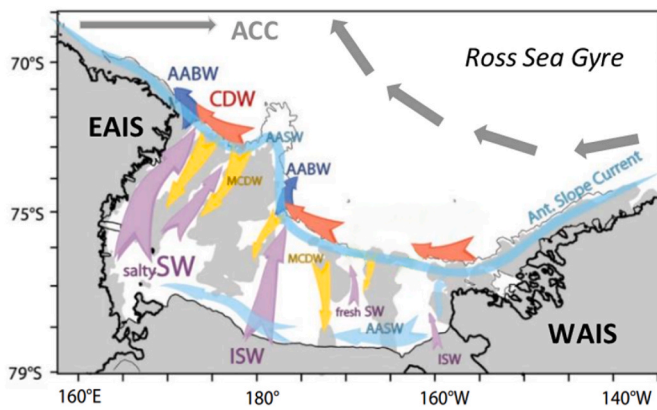 ACC
Ross Sea Gyre
70°S
AABW
CDW
EAIS
AASW
AABW
MCDW
Ant. Slope Current
75°S
salty SW
MCDW
fresh SW
AASW
WAIS
ISW
ISW
79°S
160°E
180°
160°W
140°W